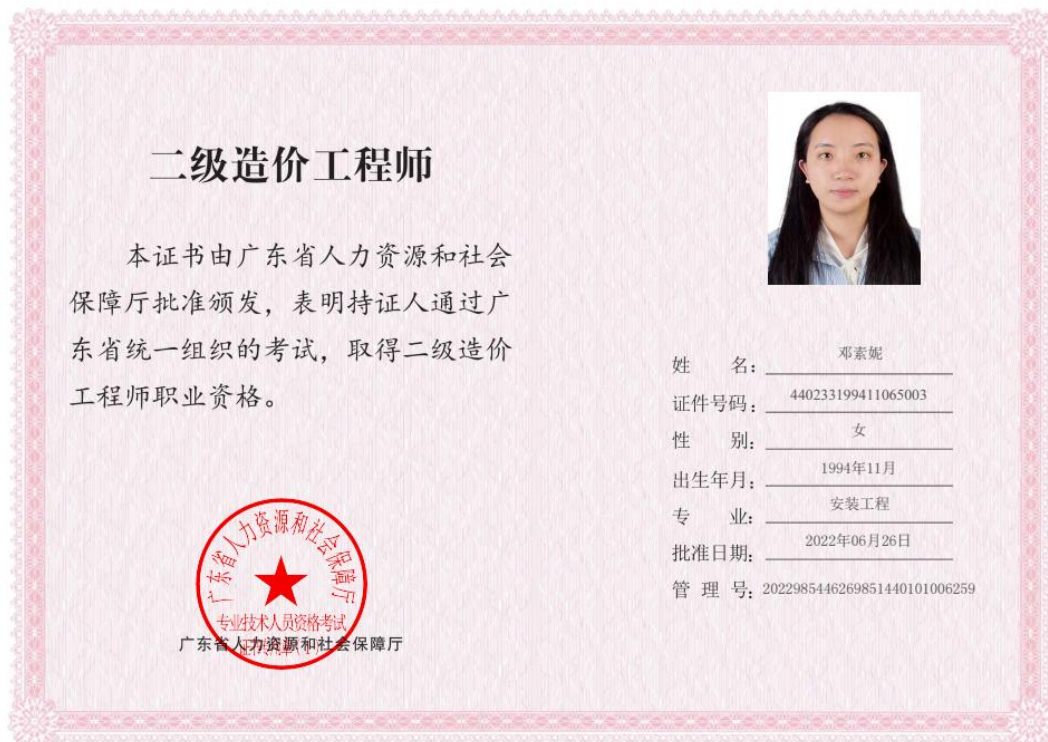 二级造价工程师
本证书由广东省人力资源和社会
保障厅批准颁发，表明持证人通过广
东省统一组织的考试，取得二级造价
工程师职业资格。
广东省人力资源和社会保障厅
专业技术人员资格考试
广东省人力资源和社会保障厅
姓 名：邓素妮
证件号码：440233199411065003
性 别：女
出生年月：1994年11月
专 业：安装工程
批准日期：2022年06月26日
管 理 号：2022985446269851440101006259